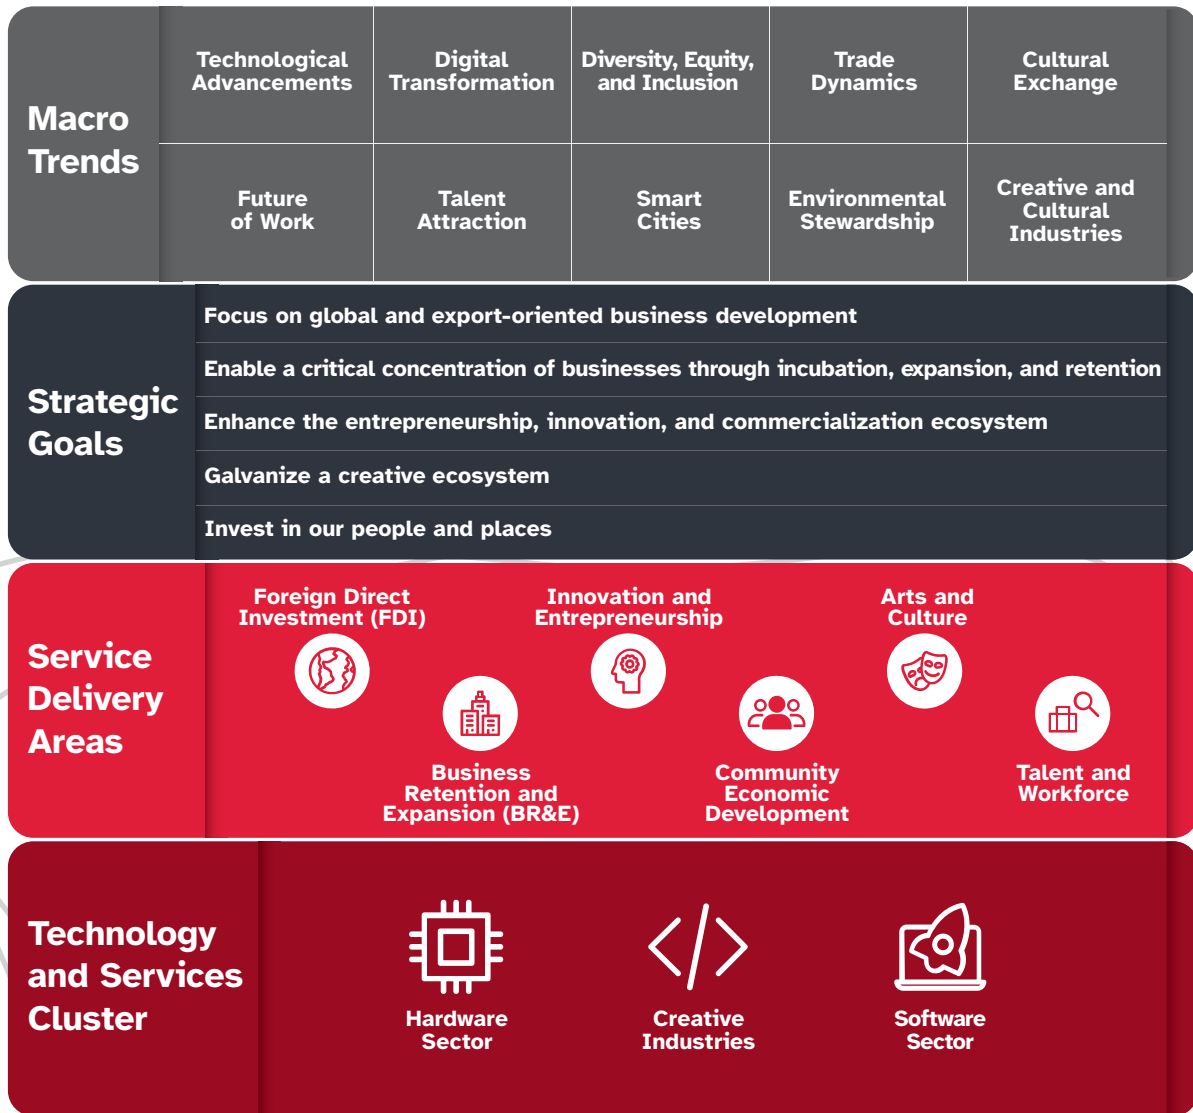 Macro
Trends
Technological
Advancements
Digital
Transformation
Diversity, Equity,
and Inclusion
Trade
Dynamics
Cultural
Exchange
Future
of Work
Talent
Attraction
Smart
Cities
Environmental
Stewardship
Creative and
Cultural
Industries
Strategic
Goals
Focus on global and export-oriented business development
Enable a critical concentration of businesses through incubation, expansion, and retention
Enhance the entrepreneurship, innovation, and commercialization ecosystem
Galvanize a creative ecosystem
Invest in our people and places
Service
Delivery
Areas
Foreign Direct
Investment (FDI)
Business
Retention and
Expansion (BR&E)
Innovation and
Entrepreneurship
Community
Economic
Development
Arts and
Culture
Talent and
Workforce
Technology
and Services
Cluster
Hardware
Sector
Creative
Industries
Software
Sector